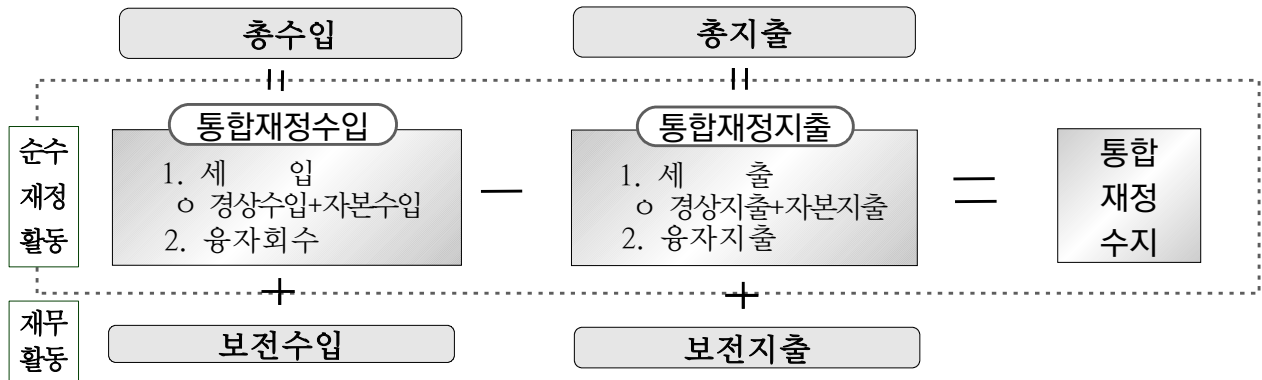 총수입
총지출
=
=
순수
재정
활동
통합재정수입
1. 세 입
ㅇ 경상수입+자본수입
2. 융자회수
−
통합재정지출
1. 세 출
ㅇ 경상지출+자본지출
2. 융자지출
=
통합
재정
수지
+
+
재무
활동
보전수입
보전지출